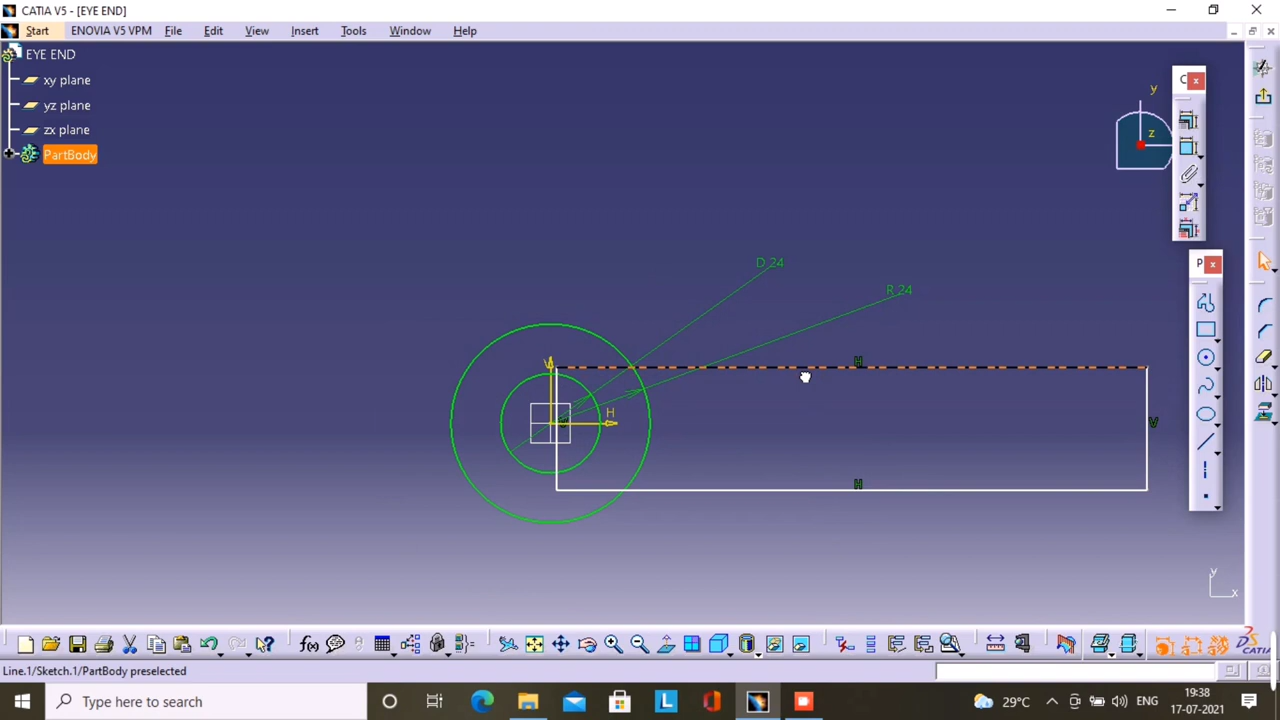 CATIA V5 - [EYE END]
Start ENOVIA V5 VPM File Edit View Insert Tools Window Help
EYE END
xy plane
yz plane
zx plane
PartBody
y
z
C
P
D 24
R 24
H
V
H
V
H
y
x
f(x)
CATIA
Line.1/Sketch.1/PartBody preselected
Type here to search
L
29°C
ENG
19:38
17-07-2021